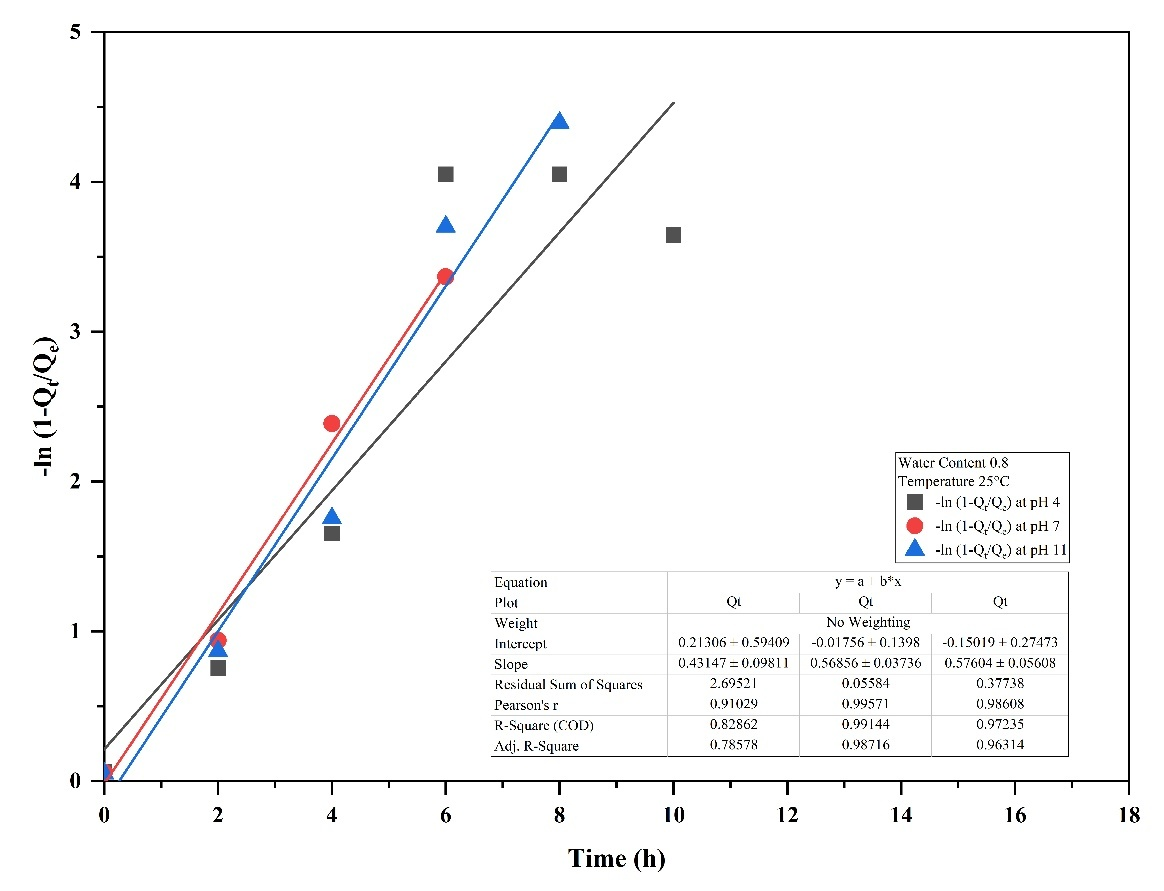 5
4
3
2
1
0
-ln (1-Qt/Qe)
0 2 4 6 8 10 12 14 16 18
Time (h)
Water Content 0.8
Temperature 25°C
-ln (1-Qt/Qe) at pH 4
-ln (1-Qt/Qe) at pH 7
-ln (1-Qt/Qe) at pH 11
Equation y = a + b*x
Plot Qt Qt Qt
Weight No Weighting
Intercept 0.21306 ± 0.59409 -0.01756 ± 0.1398 -0.15019 ± 0.27473
Slope 0.43147 ± 0.09811 0.56856 ± 0.03736 0.57604 ± 0.05608
Residual Sum of Squares 2.69521 0.05584 0.37738
Pearson's r 0.91029 0.99571 0.98608
R-Square (COD) 0.82862 0.99144 0.97235
Adj. R-Square 0.78578 0.98716 0.96314